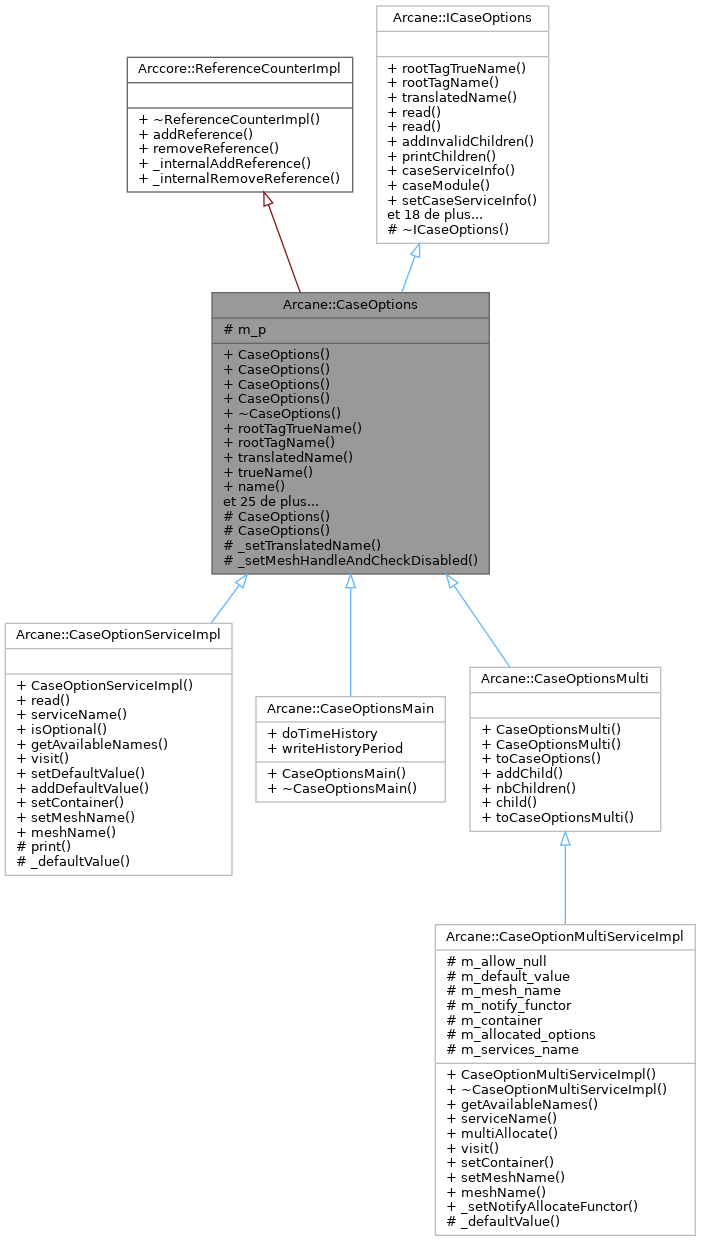 Arcane::ICaseOptions
+ rootTagTrueName()
+ rootTagName()
+ translatedName()
+ read()
+ read()
+ addInvalidChildren()
+ printChildren()
+ caseServiceInfo()
+ caseModule()
+ setCaseServiceInfo()
et 18 de plus...
# ~ICaseOptions()
Arccore::ReferenceCounterImpl
+ ~ReferenceCounterImpl()
+ addReference()
+ removeReference()
+ _internalAddReference()
+ _internalRemoveReference()
Arcane::CaseOptions
# m_p
+ CaseOptions()
+ CaseOptions()
+ CaseOptions()
+ CaseOptions()
+ ~CaseOptions()
+ rootTagTrueName()
+ rootTagName()
+ translatedName()
+ trueName()
+ name()
et 25 de plus...
# CaseOptions()
# CaseOptions()
# _setTranslatedName()
# _setMeshHandleAndCheckDisabled()
Arcane::CaseOptionServiceImpl
+ CaseOptionServiceImpl()
+ read()
+ serviceName()
+ isOptional()
+ getAvailableNames()
+ visit()
+ setDefaultValue()
+ addDefaultValue()
+ setContainer()
+ setMeshName()
+ meshName()
# print()
# _defaultValue()
Arcane::CaseOptionsMain
+ doTimeHistory
+ writeHistoryPeriod
+ CaseOptionsMain()
+ ~CaseOptionsMain()
Arcane::CaseOptionsMulti
+ CaseOptionsMulti()
+ CaseOptionsMulti()
+ toCaseOptions()
+ addChild()
+ nbChildren()
+ child()
+ toCaseOptionsMulti()
Arcane::CaseOptionMultiServiceImpl
# m_allow_null
# m_default_value
# m_mesh_name
# m_notify_functor
# m_container
# m_allocated_options
# m_services_name
+ CaseOptionMultiServiceImpl()
+ ~CaseOptionMultiServiceImpl()
+ getAvailableNames()
+ serviceName()
+ multiAllocate()
+ visit()
+ setContainer()
+ setMeshName()
+ meshName()
+ _setNotifyAllocateFunctor()
# _defaultValue()